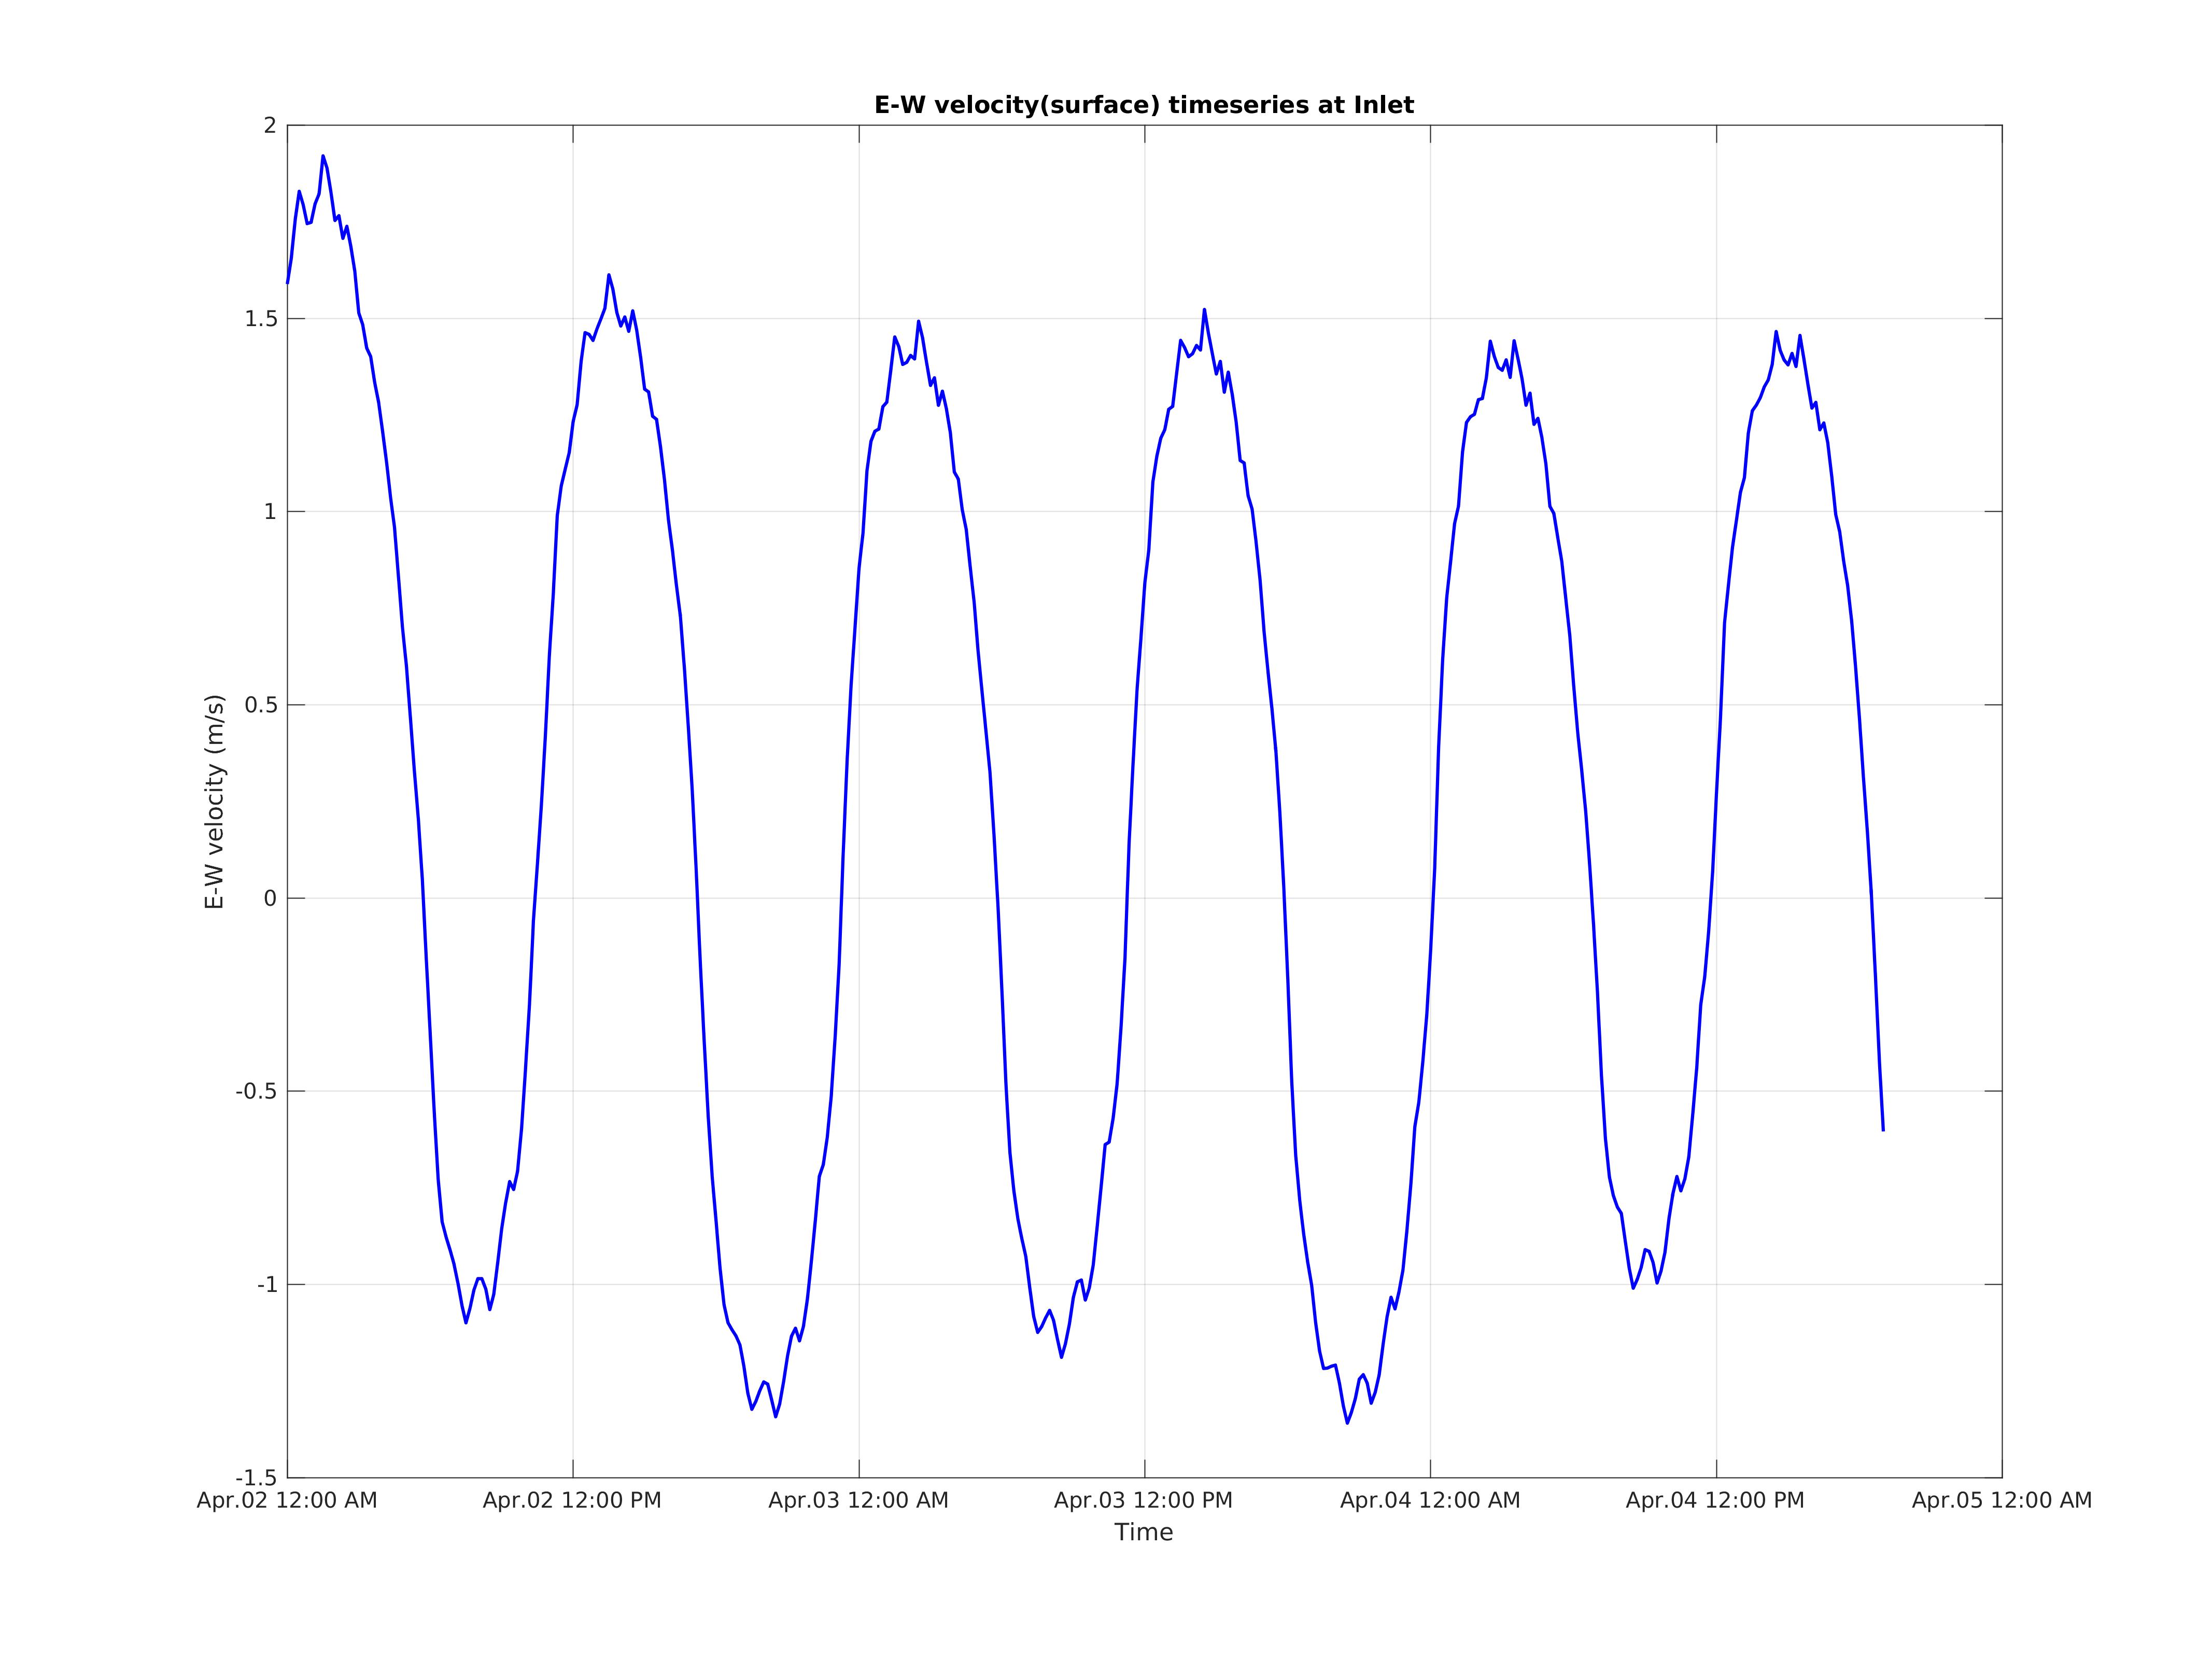 E-W velocity(surface) timeseries at Inlet
2
1.5
1
0.5
0
-0.5
-1
-1.5
E-W velocity (m/s)
Apr.02 12:00 AM Apr.02 12:00 PM Apr.03 12:00 AM Apr.03 12:00 PM Apr.04 12:00 AM Apr.04 12:00 PM Apr.05 12:00 AM
Time